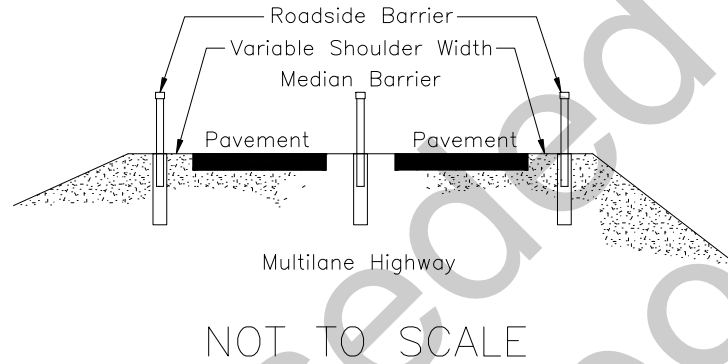 Roadside Barrier
Variable Shoulder Width
Median Barrier
Pavement Pavement
Multilane Highway
NOT TO SCALE